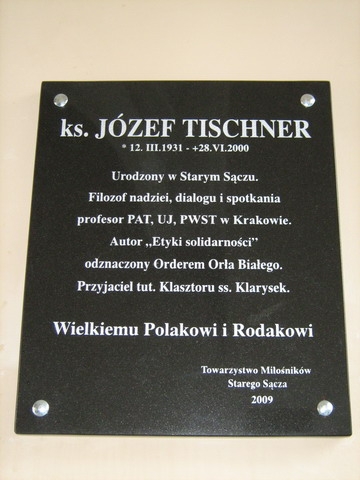 ks. JÓZEF TISCHNER
* 12. III.1931 - +28.VI.2000
Urodzony w Starym Sączu.
Filozof nadziei, dialogu i spotkania
profesor PAT, UJ, PWST w Krakowie.
Autor ,,Etyki solidarności”
odznaczony Orderem Orła Białego.
Przyjaciel tut. Klasztoru ss. Klarysek.
Wielkiemu Polakowi i Rodakowi
Towarzystwo Miłośników
Starego Sącza
2009